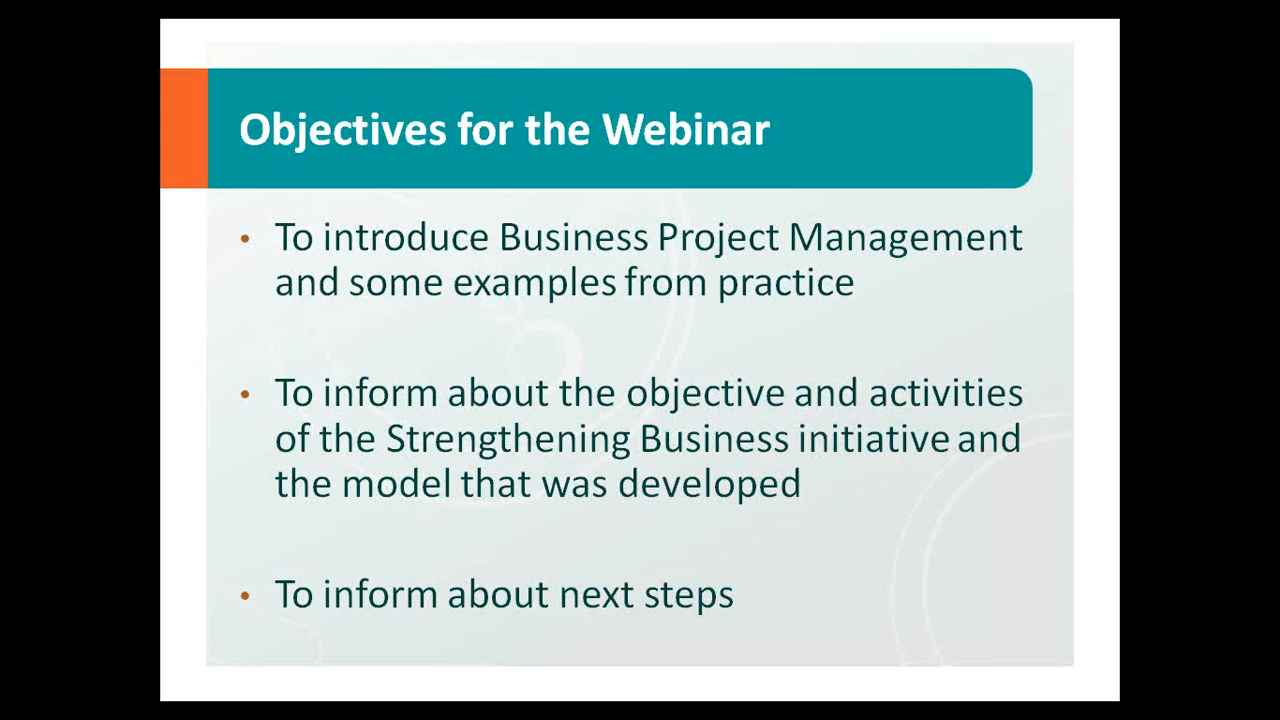 Objectives for the Webinar
• To introduce Business Project Management
and some examples from practice
• To inform about the objective and activities
of the Strengthening Business initiative and
the model that was developed
• To inform about next steps